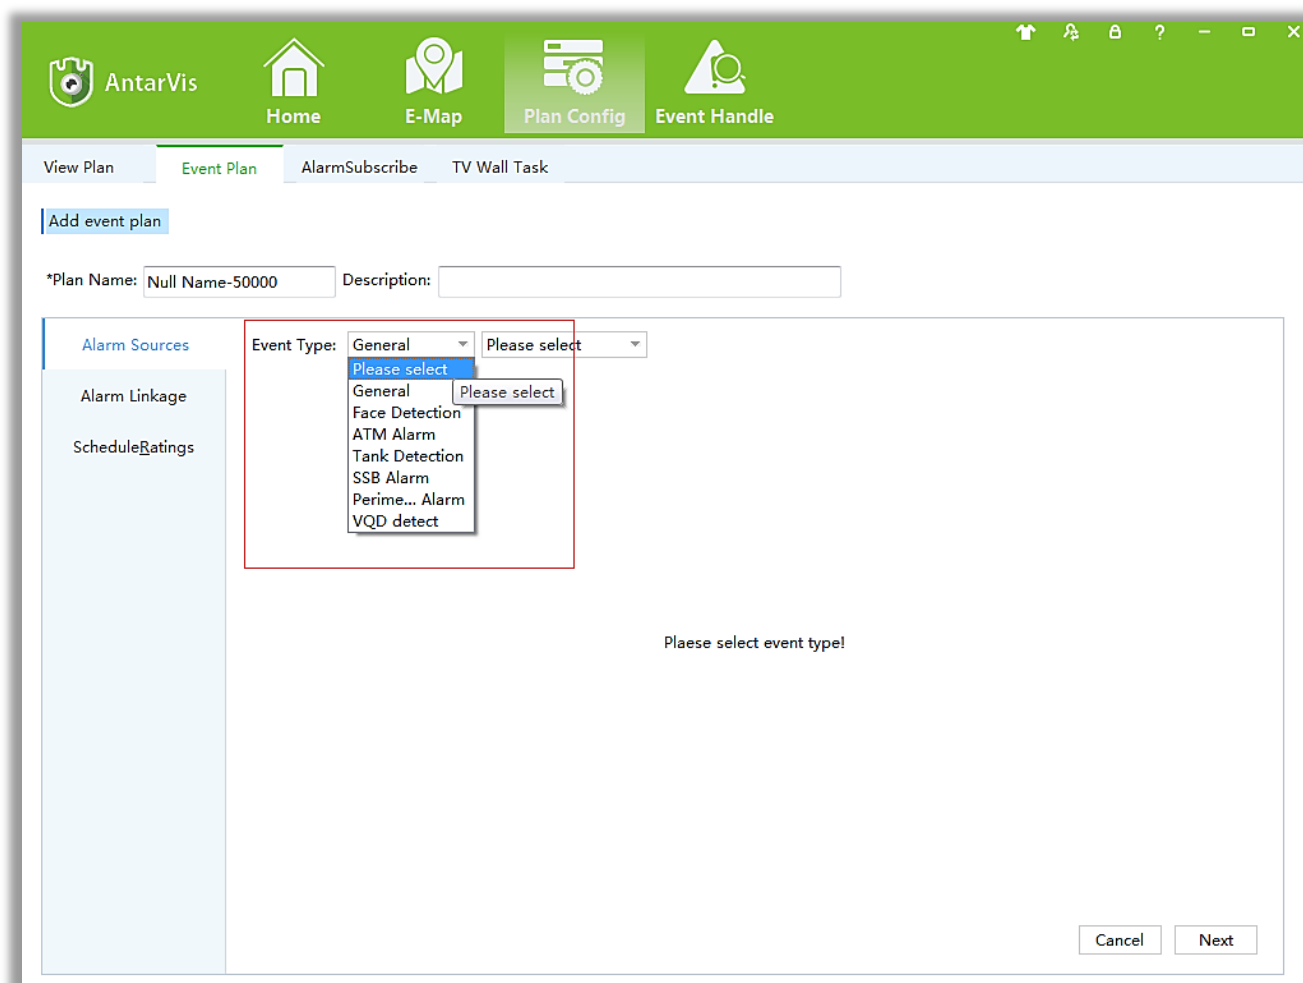 AntarVis
Home
E-Map
Plan Config
Event Handle
View Plan
Event Plan
AlarmSubscribe
TV Wall Task
Add event plan
*Plan Name: Null Name-50000 Description:
Alarm Sources
Event Type: General Please select
Please select
General
Please select
Face Detection
Alarm Linkage
ATM Alarm
ScheduleRatings
Tank Detection
SSB Alarm
Perime... Alarm
VQD detect
Plaese select event type!
Cancel
Next